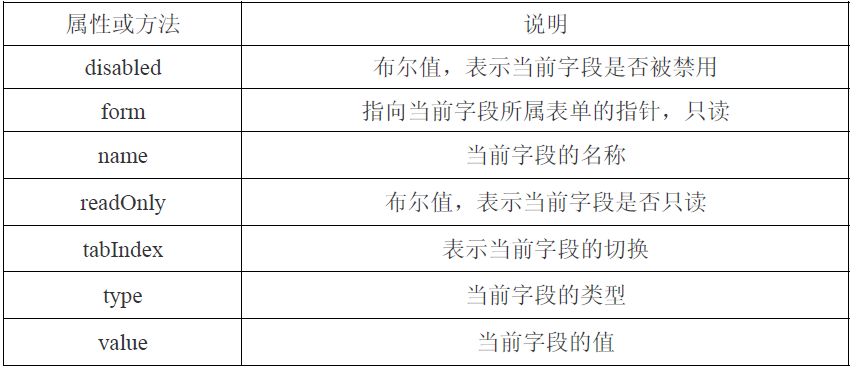 属性或方法 说明
disabled 布尔值，表示当前字段是否被禁用
form 指向当前字段所属表单的指针，只读
name 当前字段的名称
readOnly 布尔值，表示当前字段是否只读
tabIndex 表示当前字段的切换
type 当前字段的类型
value 当前字段的值